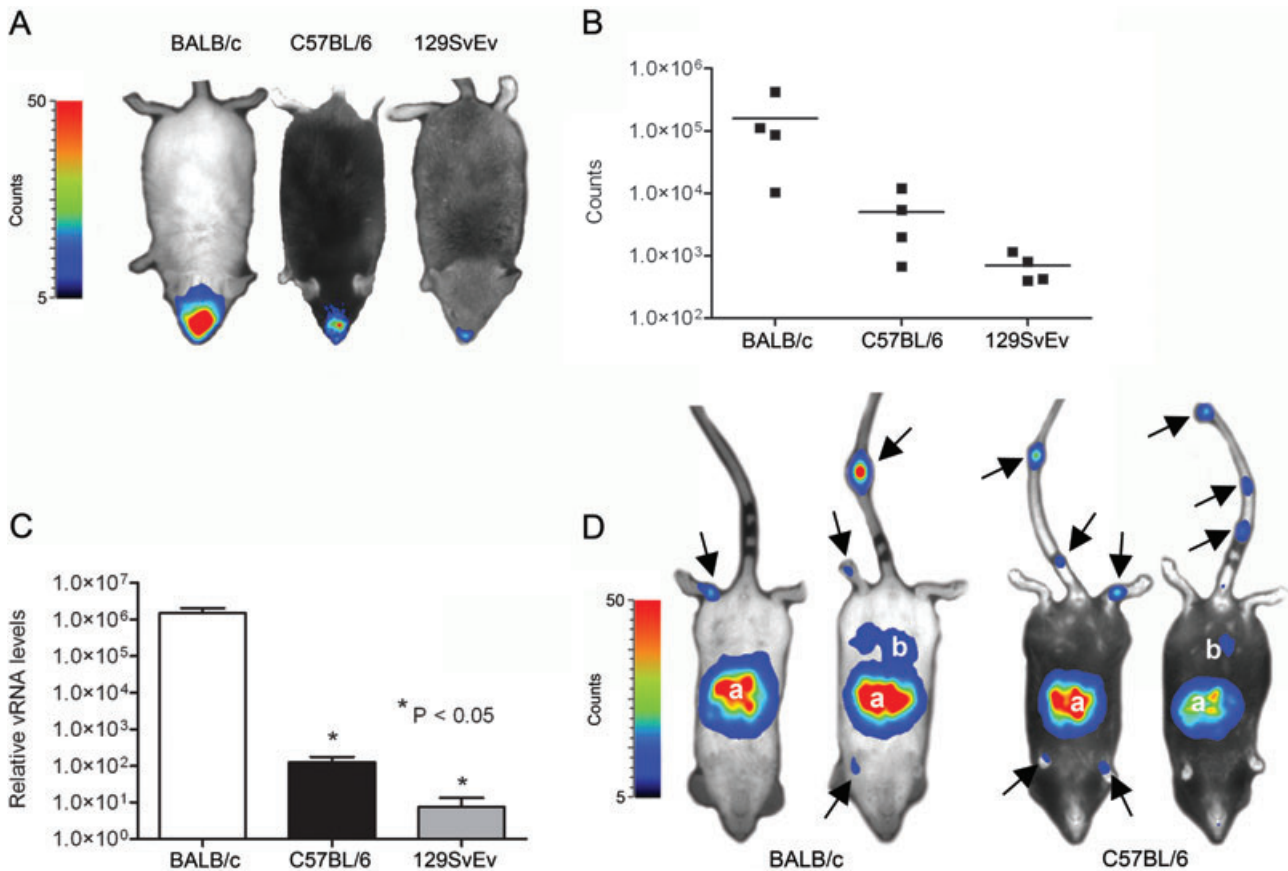 A
BALB/c C57BL/6 129SvEv
50
Counts
5
B
1.0×10⁶
1.0×10⁵
1.0×10⁴
1.0×10³
1.0×10²
Counts
BALB/c C57BL/6 129SvEv
C
1.0×10⁷
1.0×10⁶
1.0×10⁵
1.0×10⁴
1.0×10³
1.0×10²
1.0×10¹
1.0×10⁰
Relative vRNA levels
* P < 0.05
* *
BALB/c C57BL/6 129SvEv
D
50
Counts
5
b b
a a a a
BALB/c C57BL/6